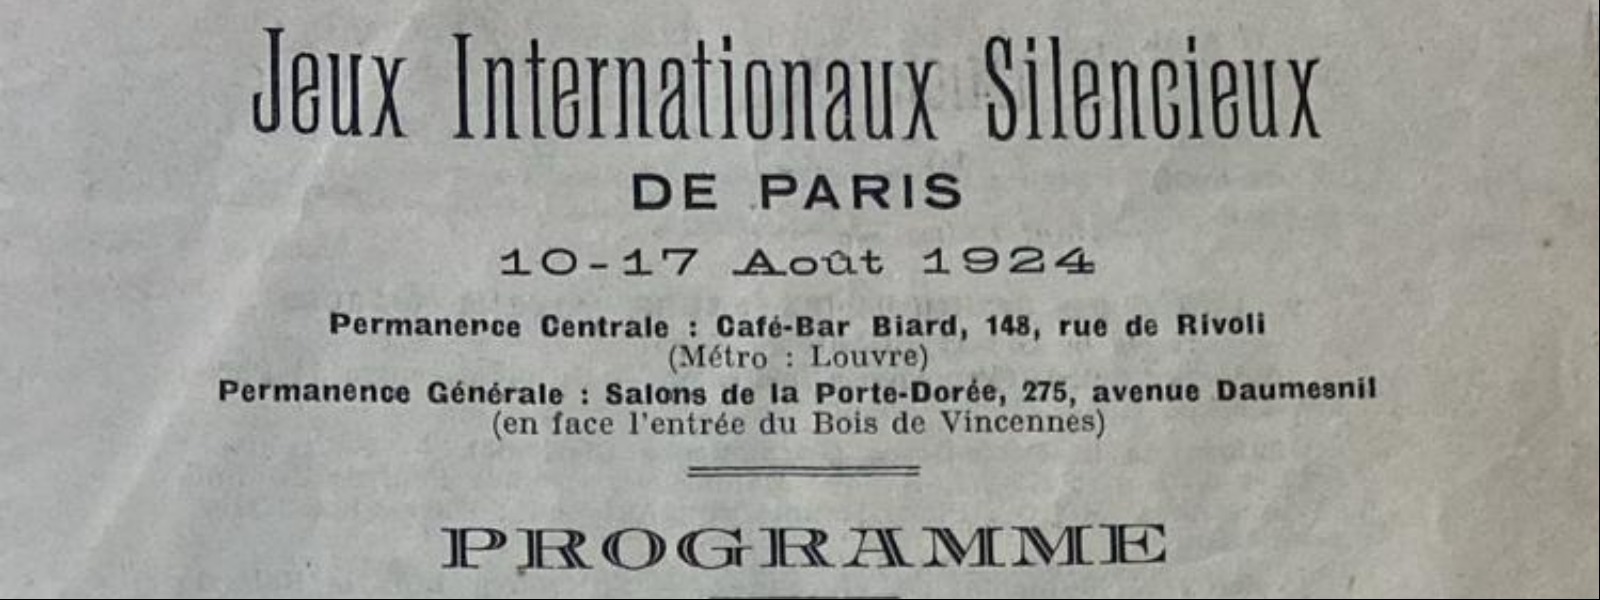 Jeux Internationaux Silencieux
DE PARIS
10-17 Août 1924
Permanence Centrale : Café-Bar Biard, 148, rue de Rivoli
(Métro : Louvre)
Permanence Générale : Salons de la Porte-Dorée, 275, avenue Daumesnil
(en face l'entrée du Bois de Vincennes)
PROGRAMME